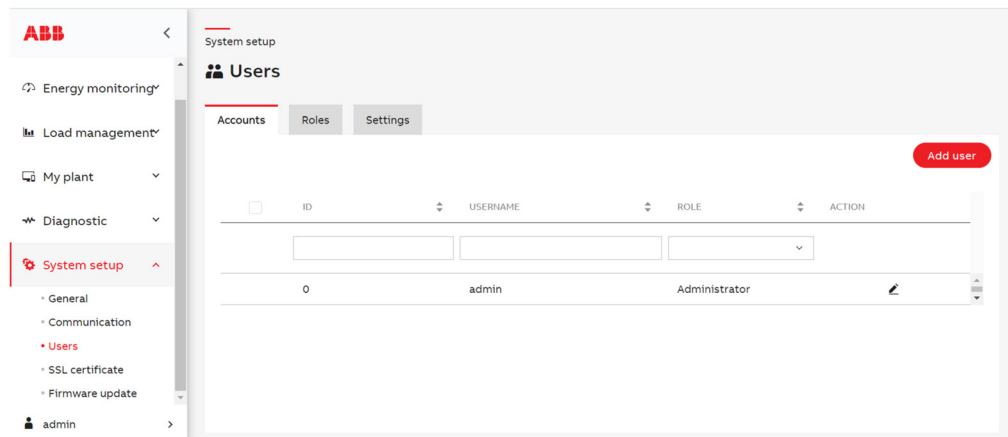 ABB
Energy monitoring
Load management
My plant
Diagnostic
System setup
General
Communication
Users
SSL certificate
Firmware update
admin
System setup
Users
Accounts Roles Settings
Add user
ID USERNAME ROLE ACTION
0 admin Administrator